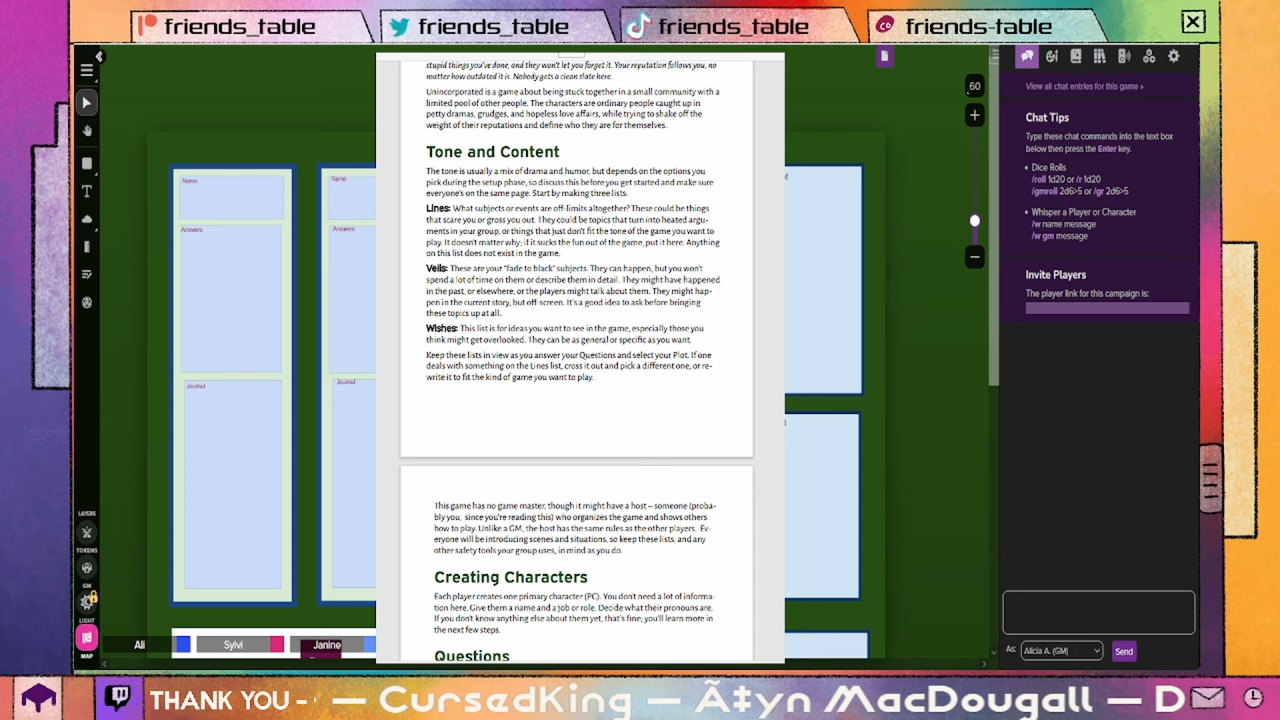 friends_table
friends_table
friends_table
friends-table
stupid things you've done, and they won't let you forget it. Your reputation follows you, no
matter how outdated it is. Nobody gets a clean slate here.
Unincorporated is a game about being stuck together in a small community with a
limited pool of other people. The characters are ordinary people caught up in
petty dramas, grudges, and hopeless love affairs, while trying to shake off the
weight of their reputations and define who they are for themselves.
Tone and Content
The tone is usually a mix of drama and humor, but depends on the options you
pick during the setup phase, so discuss this before you get started and make sure
everyone's on the same page. Start by making three lists:
Lines: What subjects or events are off-limits altogether? These could be things
that scare you or gross you out. They could be topics that turn into heated argu-
ments in your group, or things that just don't fit the tone of the game you want to
play. It doesn't matter why; if it sucks the fun out of the game, put it here. Anything
on this list does not exist in the game.
Veils: These are your "fade to black" subjects. They can happen, but you won't
spend a lot of time on them or describe them in detail. They might have happened
in the past, or elsewhere, or the players might talk about them. They might hap-
pen in the current story, but off-screen. It's a good idea to ask before bringing
these topics up at all.
Wishes: This list is for ideas you want to see in the game, especially those you
think might get overlooked. They can be as general or specific as you want.
Keep these lists in view as you answer your Questions and select your Plot. If one
deals with something on the Lines list, cross it out and pick a different one, or re-
write it to fit the kind of game you want to play.
This game has no game master, though it might have a host – someone (proba-
bly you, since you're reading this) who organizes the game and shows others
how to play. Unlike a GM, the host has the same rules as the other players. Ev-
eryone will be introducing scenes and situations, so keep these lists, and any
other safety tools your group uses, in mind as you do.
Creating Characters
Each player creates one primary character (PC). You don't need a lot of informa-
tion here. Give them a name and a job or role. Decide what their pronouns are.
If you don't know anything else about them yet, that's fine; you'll learn more in
the next few steps.
Questions
Name
Answers
Journal
Name
Answers
Journal
Ali
Sylvi
Janine
LAYERS
TOKENS
GM
LIGHT
MAP
60
View all chat entries for this game »
Chat Tips
Type these chat commands into the text box
below then press the Enter key.
Dice Rolls
/roll 1d20 or /r 1d20
/gmroll 2d6>5 or /gr 2d6>5
Whisper a Player or Character
/w name message
/w gm message
Invite Players
The player link for this campaign is:
As: Alicia A. (GM) Send
THANK YOU - — CursedKing — Ã‡yn MacDougall — D